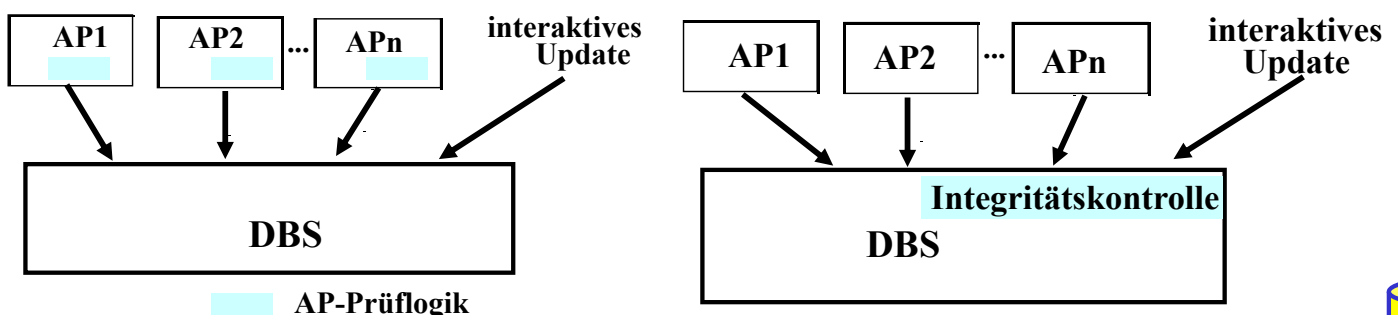 AP1
AP2
...
APn
interaktives
Update
DBS
AP-Prüflogik
AP1
AP2
...
APn
interaktives
Update
Integritätskontrolle
DBS